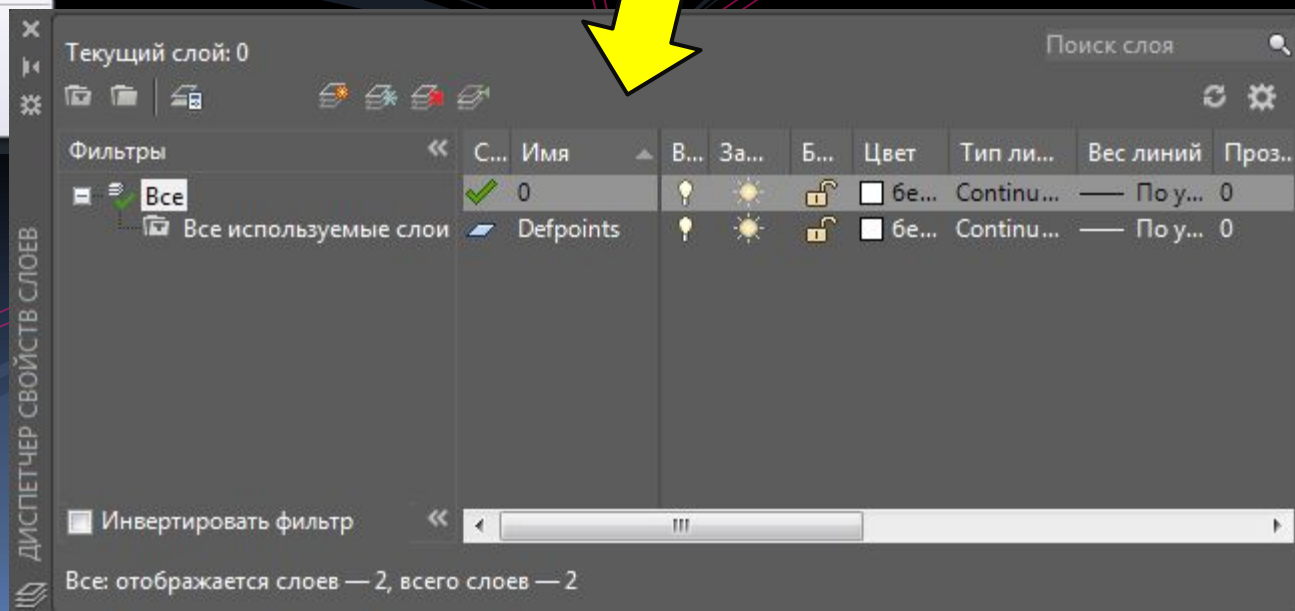 Текущий слой: 0
Поиск слоя
Фильтры
С... Имя В... За... Б... Цвет Тип ли... Вес линий Проз...
Все
0 бе... Continu... По у... 0
Все используемые слои
Defpoints бе... Continu... По у... 0
Инвертировать фильтр
Все: отображается слоев — 2, всего слоев — 2
ДИСПЕТЧЕР СВОЙСТВ СЛОЕВ